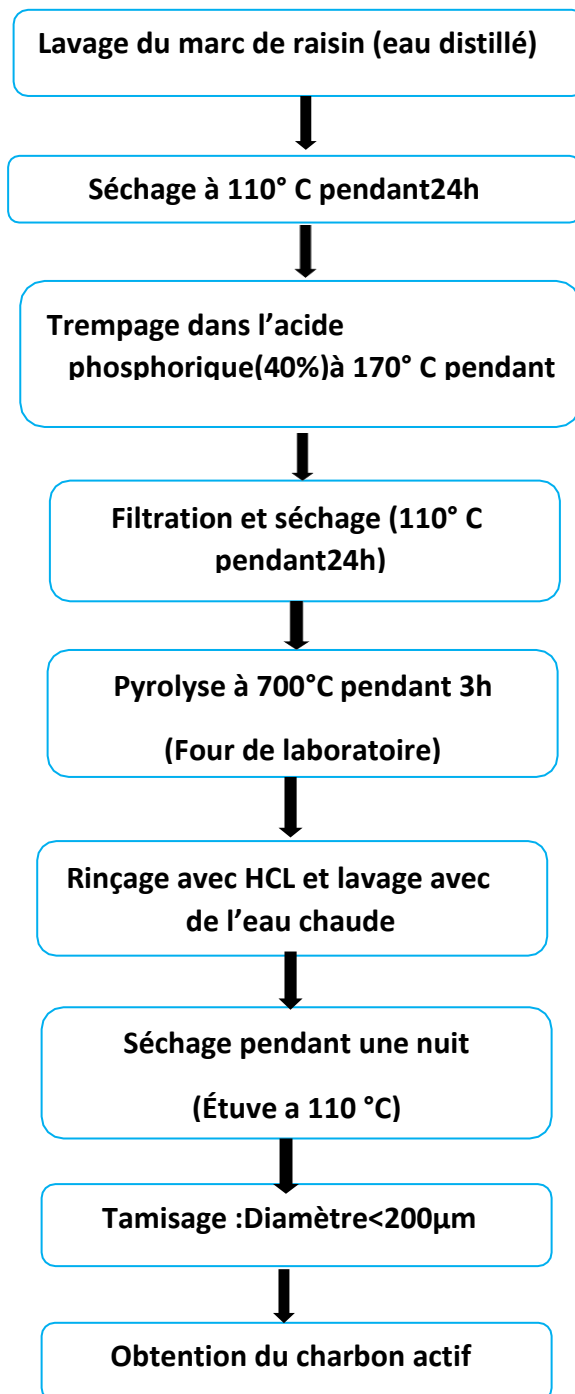 Lavage du marc de raisin (eau distillé)
Séchage à 110° C pendant24h
Trempage dans l’acide
phosphorique(40%)à 170° C pendant
Filtration et séchage (110° C
pendant24h)
Pyrolyse à 700°C pendant 3h
(Four de laboratoire)
Rinçage avec HCL et lavage avec
de l’eau chaude
Séchage pendant une nuit
(Étuve a 110 °C)
Tamisage :Diamètre<200µm
Obtention du charbon actif